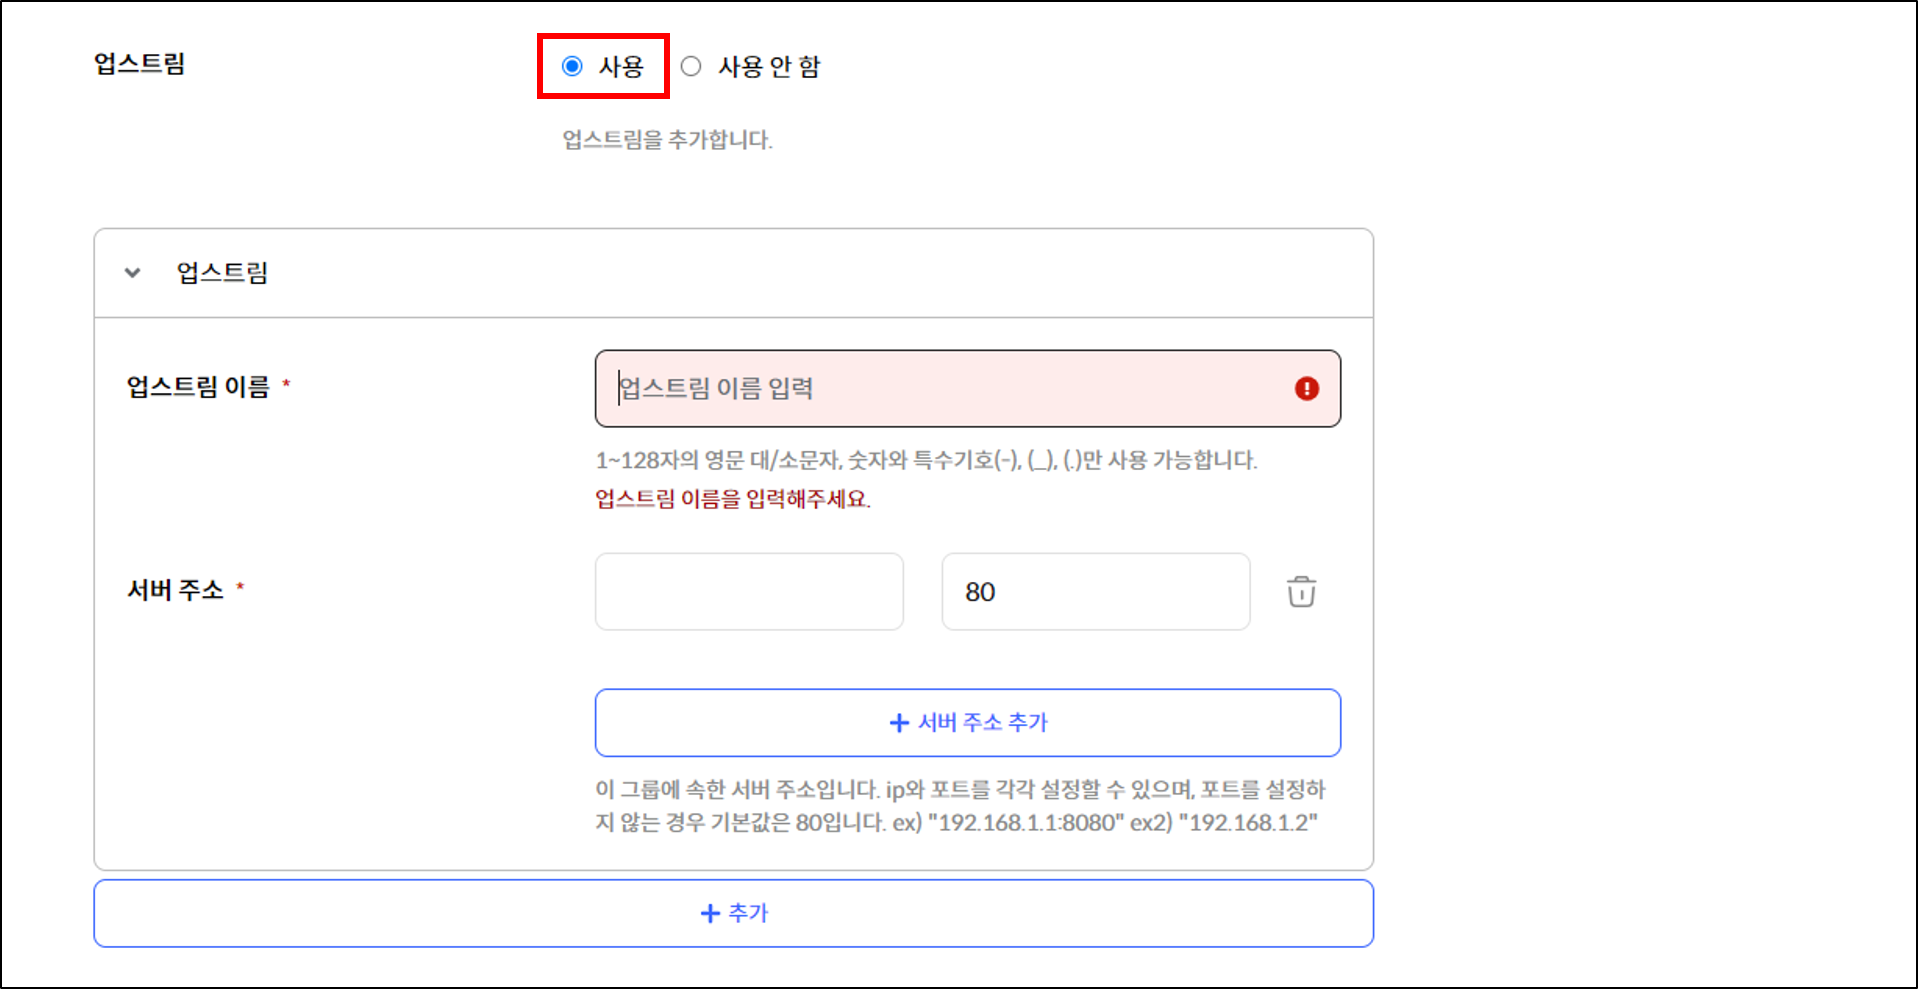 업스트림
사용
사용 안 함
업스트림을 추가합니다.
업스트림
업스트림 이름 *
업스트림 이름 입력
1~128자의 영문 대/소문자, 숫자와 특수기호(-), (_), (.)만 사용 가능합니다.
업스트림 이름을 입력해주세요.
서버 주소 *
80
+ 서버 주소 추가
이 그룹에 속한 서버 주소입니다. ip와 포트를 각각 설정할 수 있으며, 포트를 설정하
지 않는 경우 기본값은 80입니다. ex) "192.168.1.1:8080" ex2) "192.168.1.2"
+ 추가